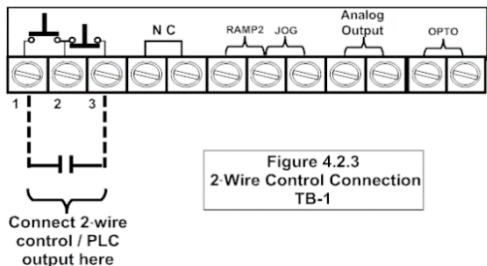 N C
RAMP2
JOG
Analog
Output
OPTO
1
2
3
Figure 4.2.3
2-Wire Control Connection
TB-1
Connect 2-wire
control / PLC
output here